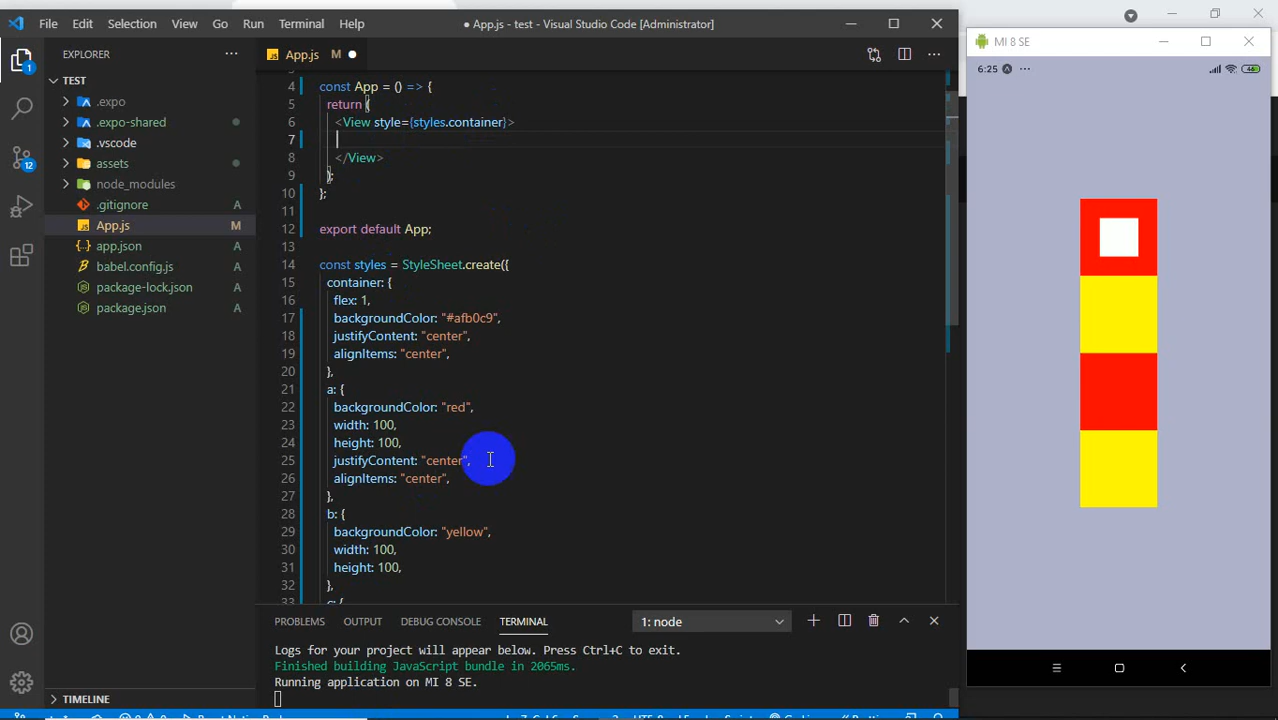 File Edit Selection View Go Run Terminal Help
● App.js - test - Visual Studio Code [Administrator]
EXPLORER
TEST
.expo
.expo-shared
.vscode
assets
node_modules
.gitignore A
App.js M
app.json A
babel.config.js A
package-lock.json A
package.json A
TIMELINE
1
12
App.js M
4 const App = () => {
5 return (
6 <View style={styles.container}>
7
8 </View>
9 );
10 };
11
12 export default App;
13
14 const styles = StyleSheet.create({
15 container: {
16 flex: 1,
17 backgroundColor: "#afb0c9",
18 justifyContent: "center",
19 alignItems: "center",
20 },
21 a: {
22 backgroundColor: "red",
23 width: 100,
24 height: 100,
25 justifyContent: "center",
26 alignItems: "center",
27 },
28 b: {
29 backgroundColor: "yellow",
30 width: 100,
31 height: 100,
32 },
33 c: {
PROBLEMS OUTPUT DEBUG CONSOLE TERMINAL 1: node
Logs for your project will appear below. Press Ctrl+C to exit.
Finished building JavaScript bundle in 2065ms.
Running application on MI 8 SE.
MI 8 SE
6:25